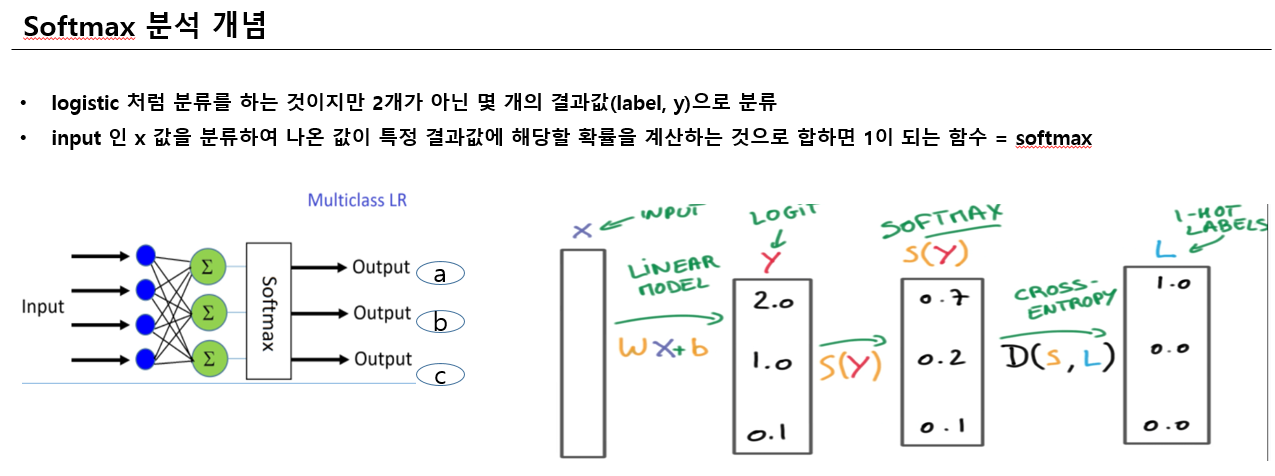 Softmax 분석 개념
• logistic 처럼 분류를 하는 것이지만 2개가 아닌 몇 개의 결과값(label, y)으로 분류
• input 인 x 값을 분류하여 나온 값이 특정 결과값에 해당할 확률을 계산하는 것으로 합하면 1이 되는 함수 = softmax
Multiclass LR
Input
Σ
Σ
Σ
Softmax
Output a
Output b
Output c
X
INPUT
LINEAR MODEL
WX+b
LOGIT
Y
2.0
1.0
0.1
S(Y)
SOFTMAX
S(Y)
0.7
0.2
0.1
CROSS-
ENTROPY
D(S,L)
1-HOT
LABELS
L
1.0
0.0
0.0